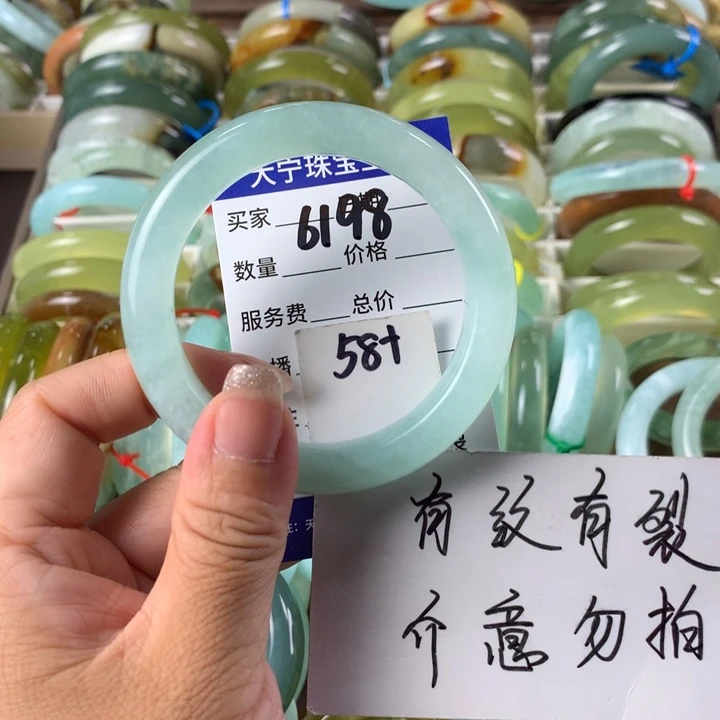 天宁珠宝
买家 6198
数量 价格
服务费 总价
播
58+
有纹有裂
介意勿拍